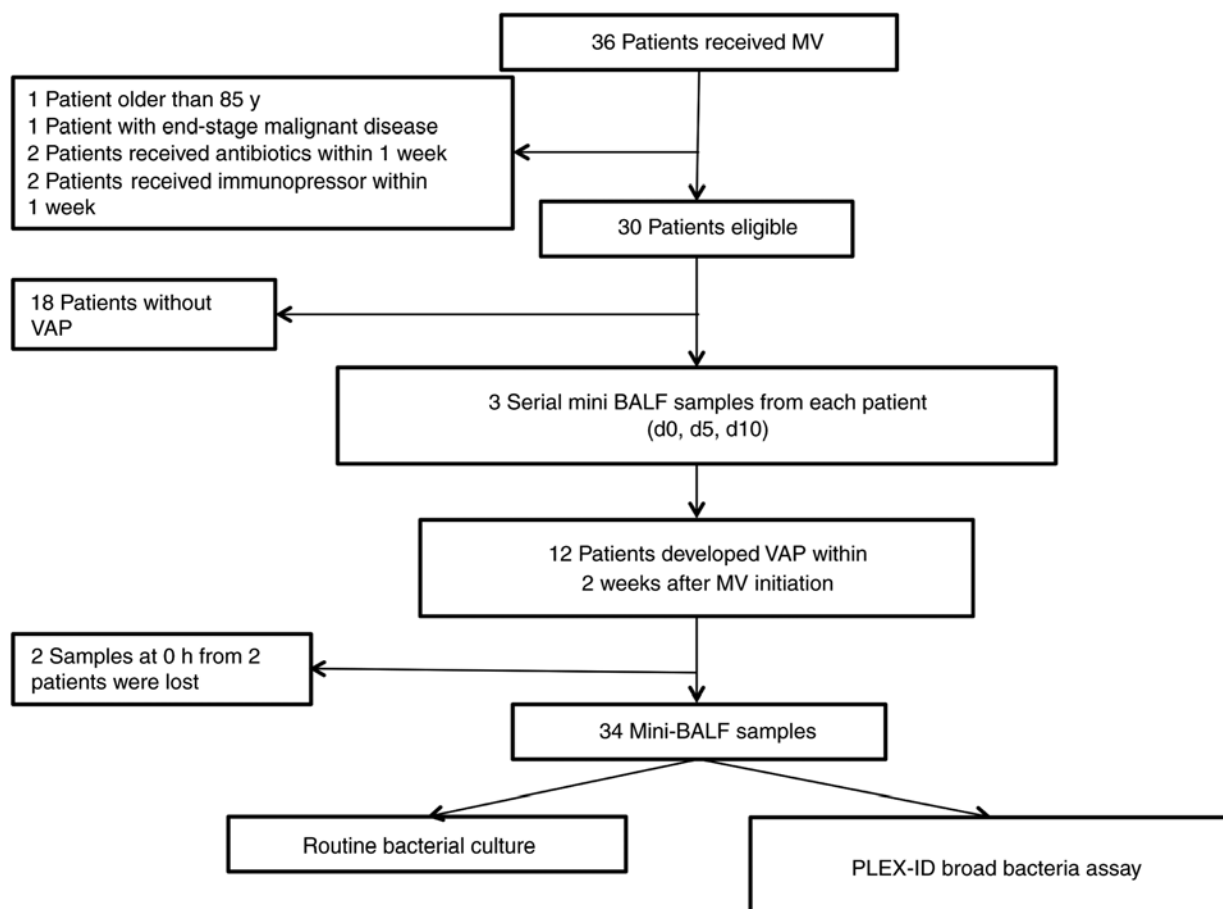 36 Patients received MV
1 Patient older than 85 y
1 Patient with end-stage malignant disease
2 Patients received antibiotics within 1 week
2 Patients received immunopressor within
1 week
30 Patients eligible
18 Patients without
VAP
3 Serial mini BALF samples from each patient
(d0, d5, d10)
12 Patients developed VAP within
2 weeks after MV initiation
2 Samples at 0 h from 2
patients were lost
34 Mini-BALF samples
Routine bacterial culture
PLEX-ID broad bacteria assay